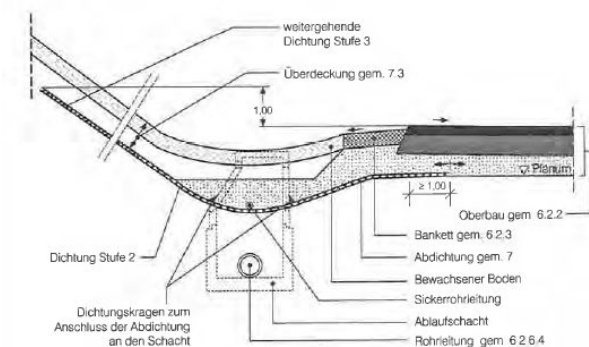 weitergehende
Dichtung Stufe 3
Überdeckung gem. 7.3
1,00
Planum
≥ 1,00
Oberbau gem 6.2.2
Bankett gem. 6.2.3
Dichtung Stufe 2
Abdichtung gem. 7
Bewachsener Boden
Sickerrohrleitung
Dichtungskragen zum
Anschluss der Abdichtung
an den Schacht
Ablaufschacht
Rohrleitung gem 6.2.6.4